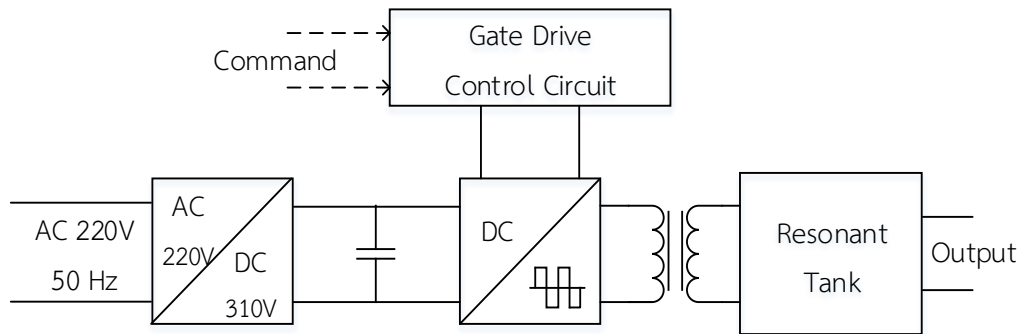 Gate Drive
Command
Control Circuit
AC
220V
DC
310V
AC 220V
50 Hz
DC
Resonant
Tank
Output